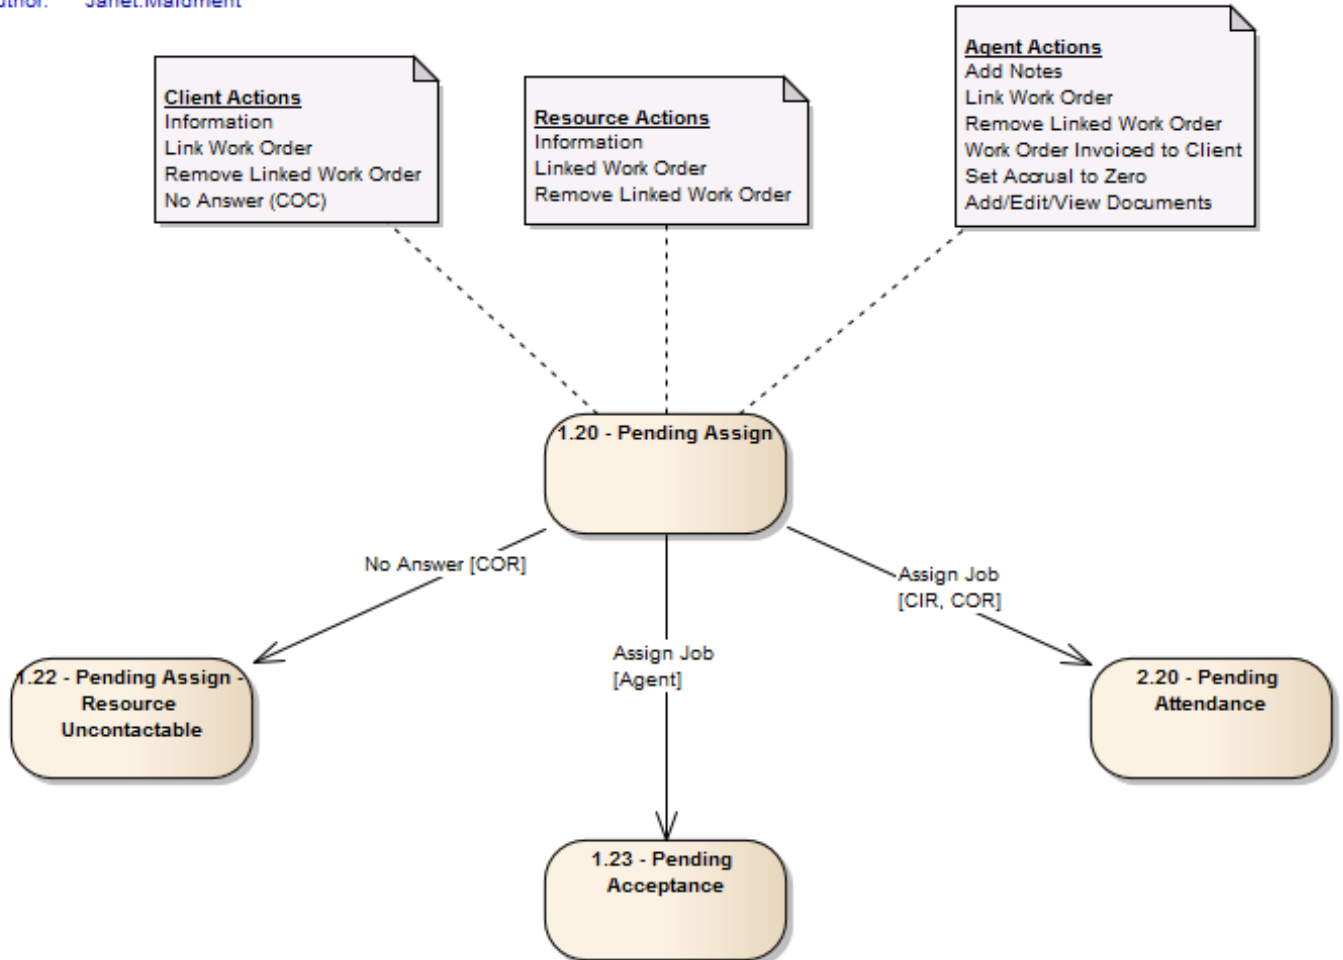 Janet.Maidment
Client Actions
Information
Link Work Order
Remove Linked Work Order
No Answer (COC)
Resource Actions
Information
Linked Work Order
Remove Linked Work Order
Agent Actions
Add Notes
Link Work Order
Remove Linked Work Order
Work Order Invoiced to Client
Set Accrual to Zero
Add/Edit/View Documents
1.20 - Pending Assign
No Answer [COR]
Assign Job
[Agent]
Assign Job
[CIR, COR]
1.22 - Pending Assign -
Resource
Uncontactable
1.23 - Pending
Acceptance
2.20 - Pending
Attendance